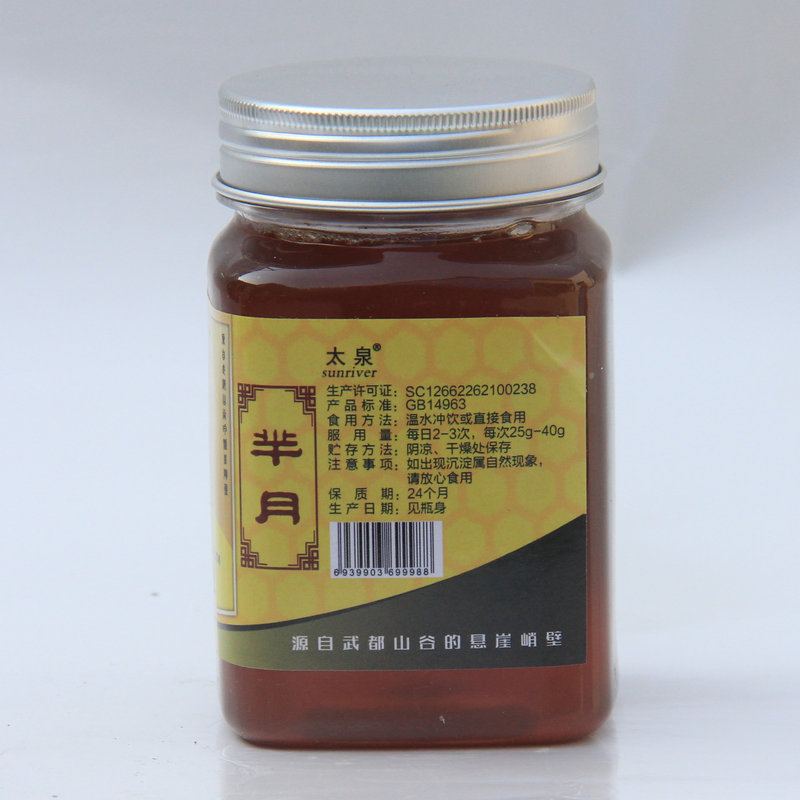 太泉®
sunriver
芈月
生产许可证：SC12662262100238
产品标准：GB14963
食用方法：温水冲饮或直接食用
服用量：每日2-3次，每次25g-40g
贮存方法：阴凉、干燥处保存
注意事项：如出现沉淀属自然现象，
请放心食用
保质期：24个月
生产日期：见瓶身
6939903699988
源自武都山谷的悬崖峭壁